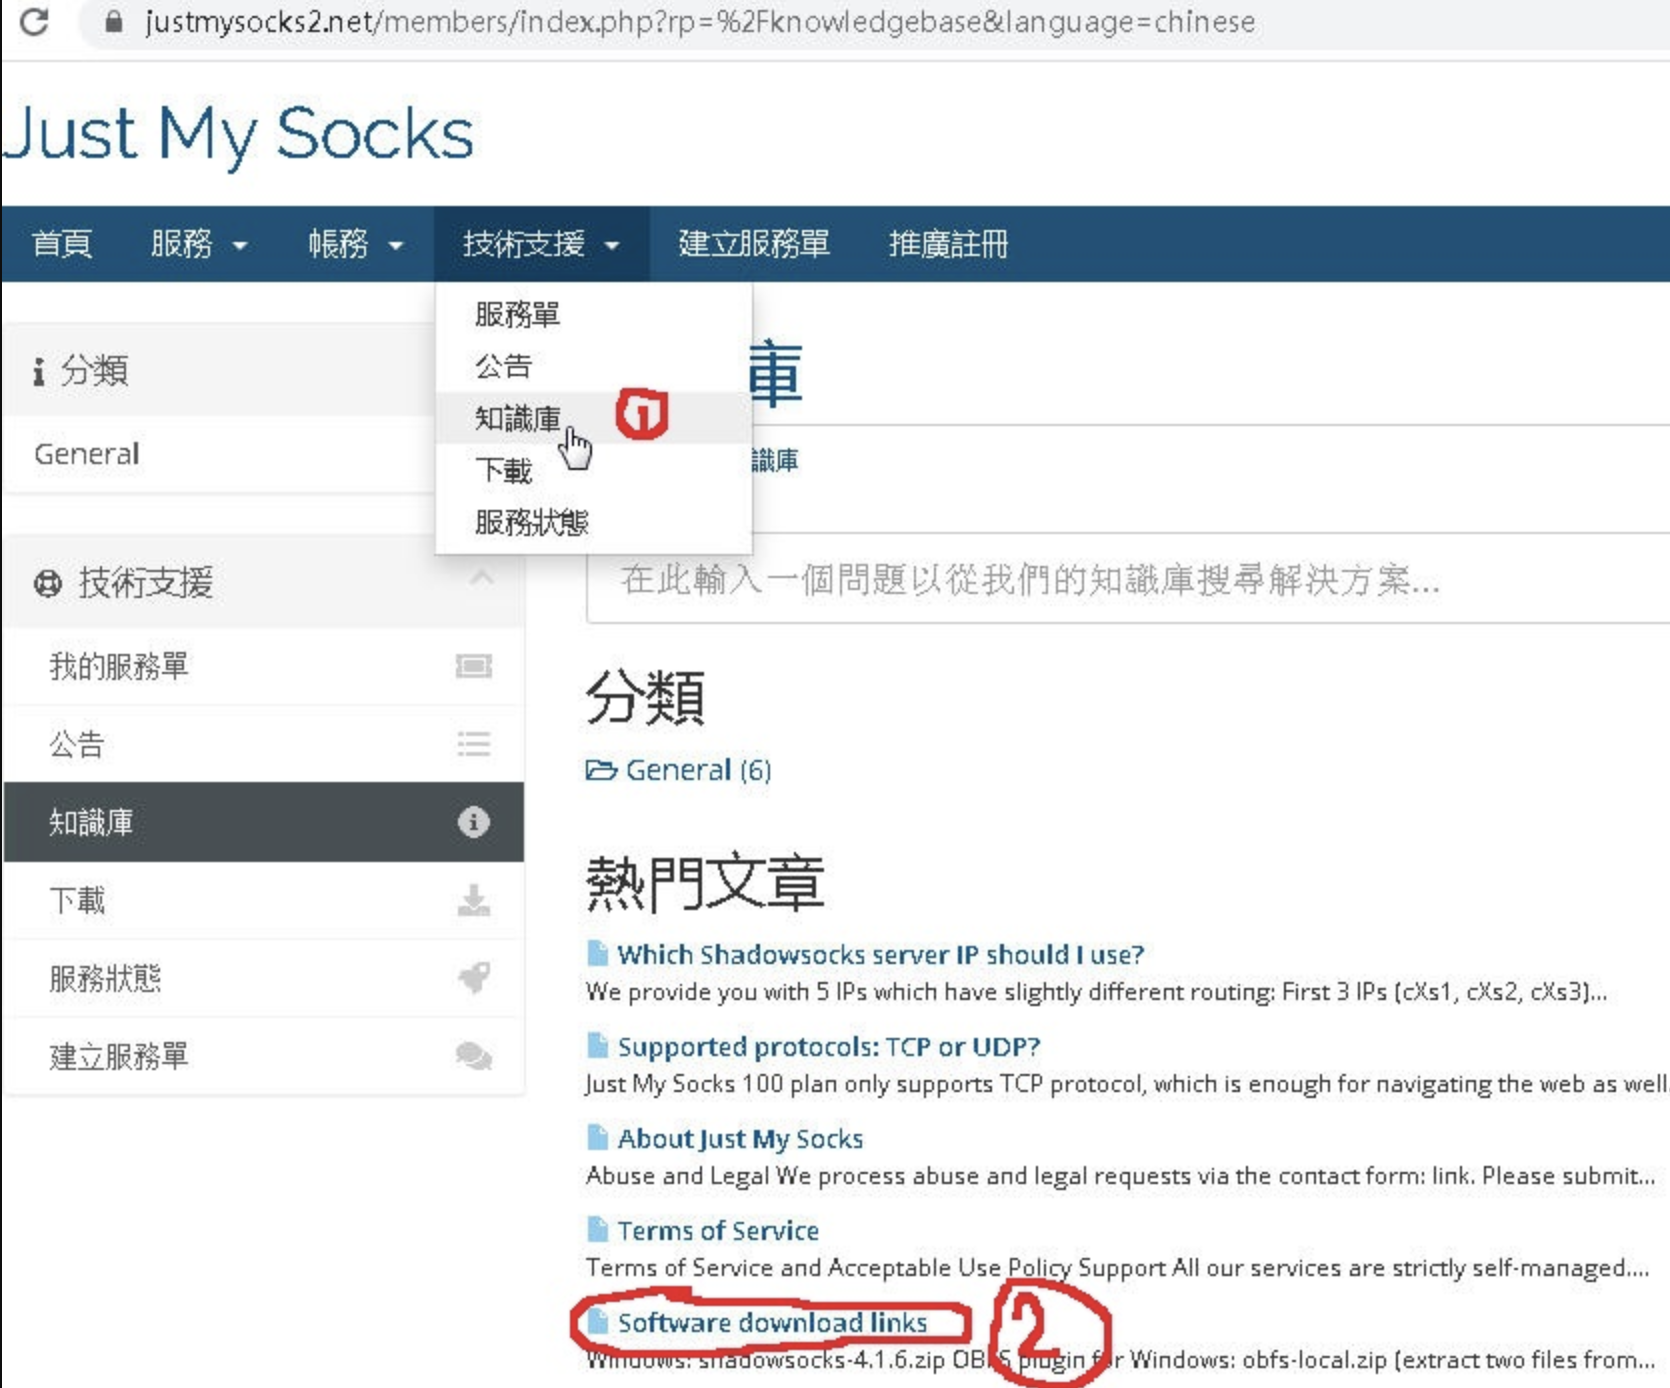 justmysocks2.net/members/index.php?rp=%2Fknowledgebase&language=chinese
Just My Socks
首頁 服務 帳務 技術支援 建立服務單 推廣註冊
服務單
公告
知識庫 1
下載
服務狀態
庫
識庫
分類
General
技術支援
我的服務單
公告
知識庫
下載
服務狀態
建立服務單
在此輸入一個問題以從我們的知識庫搜尋解決方案...
分類
General (6)
熱門文章
Which Shadowsocks server IP should I use?
We provide you with 5 IPs which have slightly different routing: First 3 IPs (cXs1, cXs2, cXs3)...
Supported protocols: TCP or UDP?
Just My Socks 100 plan only supports TCP protocol, which is enough for navigating the web as well
About Just My Socks
Abuse and Legal We process abuse and legal requests via the contact form: link. Please submit...
Terms of Service
Terms of Service and Acceptable Use Policy Support All our services are strictly self-managed....
Software download links 2
Windows: shadowsocks-4.1.6.zip OBFS plugin for Windows: obfs-local.zip (extract two files from...